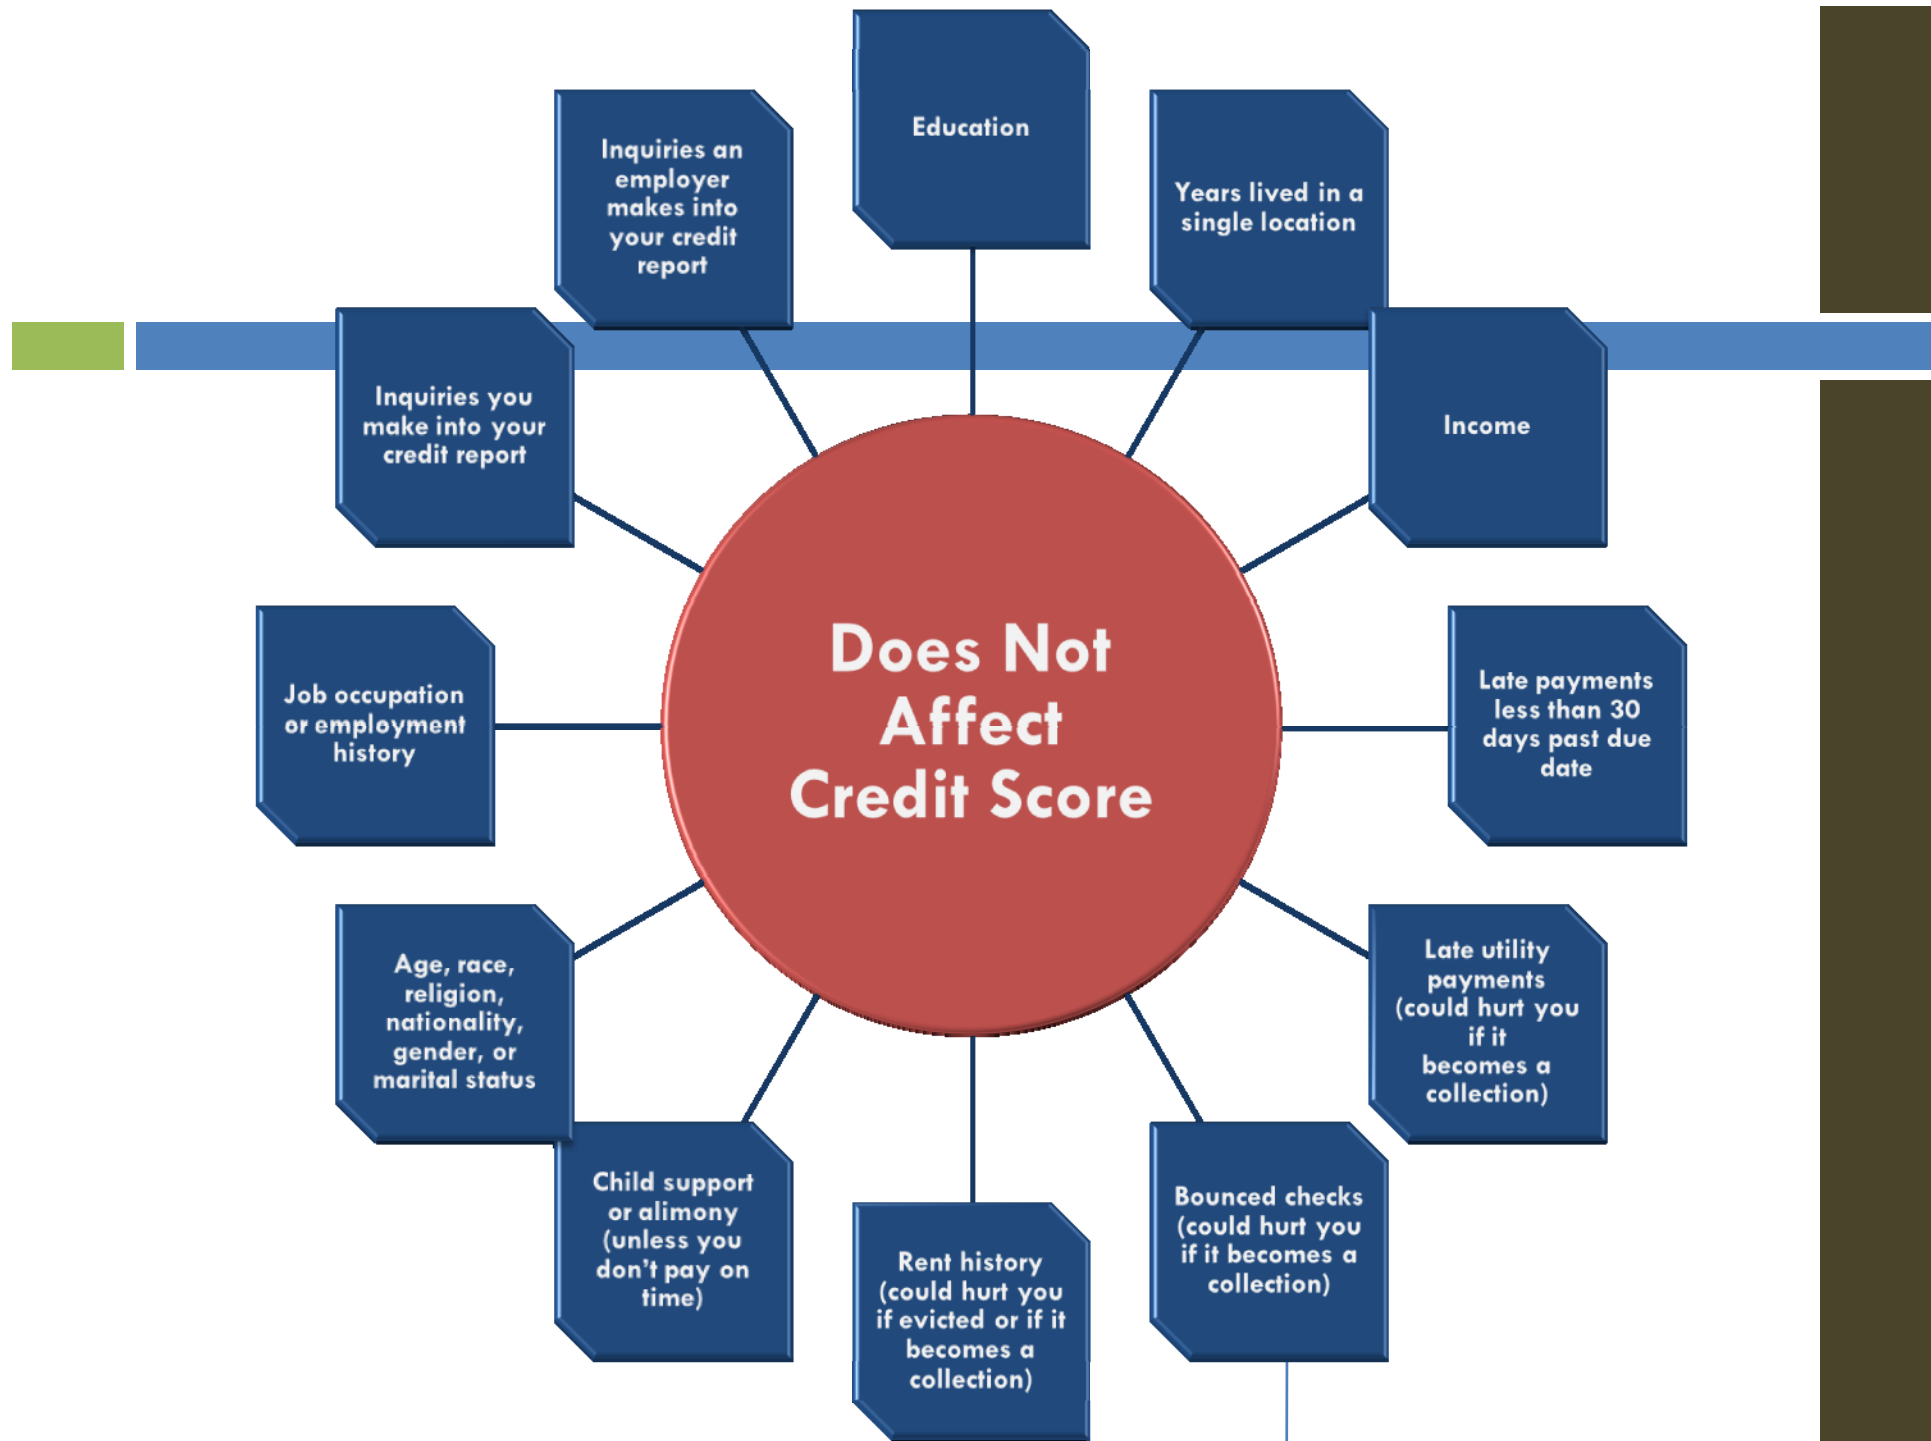 Does Not
Affect
Credit Score
Education
Years lived in a
single location
Income
Late payments
less than 30
days past due
date
Late utility
payments
(could hurt you
if it
becomes a
collection)
Bounced checks
(could hurt you
if it becomes a
collection)
Rent history
(could hurt you
if evicted or if it
becomes a
collection)
Child support
or alimony
(unless you
don't pay on
time)
Age, race,
religion,
nationality,
gender, or
marital status
Job occupation
or employment
history
Inquiries you
make into your
credit report
Inquiries an
employer
makes into
your credit
report